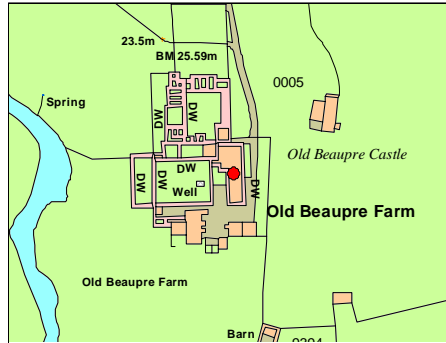 23.5m
BM 25.59m
0005
Spring
DW
DW
Old Beaupre Castle
DW
DW
DW
DW
Well
Old Beaupre Farm
Old Beaupre Farm
Barn